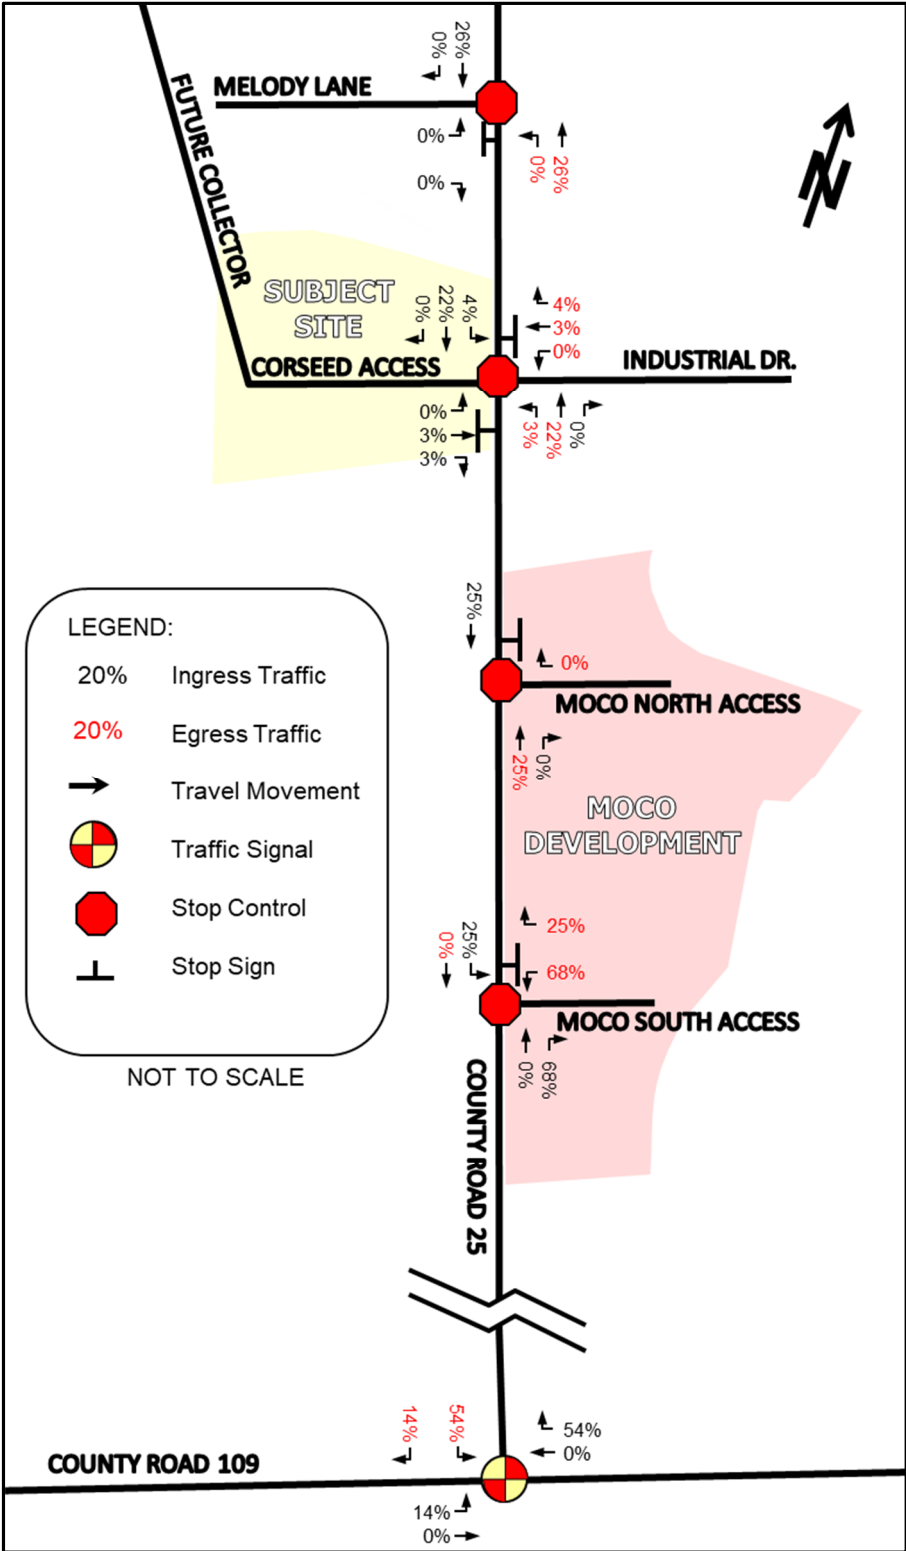 0%
26%
MELODY LANE
FUTURE COLLECTOR
0%
0%
0%
26%
N
SUBJECT
SITE
0%
22%
4%
4%
3%
0%
CORSEED ACCESS
INDUSTRIAL DR.
0%
3%
3%
3%
22%
0%
25%
0%
MOCO NORTH ACCESS
25%
0%
MOCO
DEVELOPMENT
LEGEND:
20% Ingress Traffic
20% Egress Traffic
Travel Movement
Traffic Signal
Stop Control
Stop Sign
NOT TO SCALE
0%
25%
25%
68%
MOCO SOUTH ACCESS
0%
68%
COUNTY ROAD 25
14%
54%
54%
0%
COUNTY ROAD 109
14%
0%